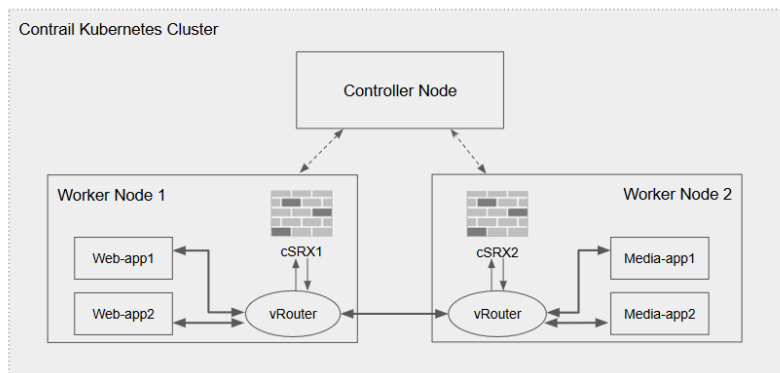 Contrail Kubernetes Cluster
Controller Node
Worker Node 1
Worker Node 2
cSRX1
cSRX2
Web-app1
Media-app1
Web-app2
vRouter
vRouter
Media-app2